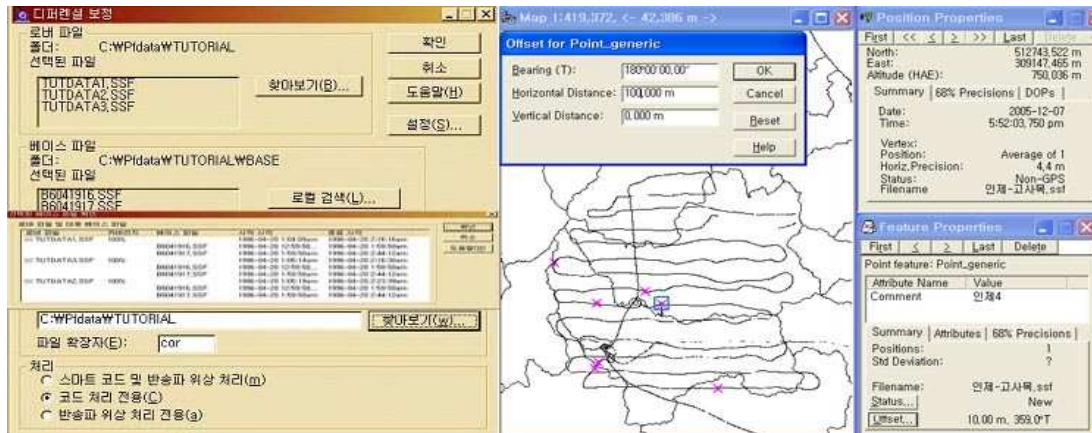 디퍼렌셜 보정
로버 파일
폴더: C:₩Pfdata₩TUTORIAL
선택된 파일
TUTDATA1.SSF
TUTDATA2.SSF
TUTDATA3.SSF
찾아보기(B)...
확인
취소
도움말(H)
설정(S)...
베이스 파일
폴더: C:₩Pfdata₩TUTORIAL₩BASE
선택된 파일
B6041916.SSF
B6041917.SSF
로컬 검색(L)...
C:₩Pfdata₩TUTORIAL
찾아보기(w)...
파일 확장자(E): cor
처리
스마트 코드 및 반송파 위상 처리(m)
코드 처리 전용(C)
반송파 위상 처리 전용(a)
Map 1:419,372, <- 42,986 m ->
Offset for Point_generic
Bearing (T): 180°00'00.00"
Horizontal Distance: 100.000 m
Vertical Distance: 0.000 m
OK
Cancel
Reset
Help
Position Properties
First << < > >> Last Delete
North: 512743,522 m
East: 309147,465 m
Altitude (HAE): 750,036 m
Summary 68% Precisions DOPs
Date: 2005-12-07
Time: 5:52:03,750 pm
Vertex:
Position: Average of 1
Horiz.Precision: 4,4 m
Status: Non-GPS
Filename 인제-고사목.ssf
Feature Properties
First < > Last Delete
Point feature: Point_generic
Attribute Name Value
Comment 인제4
Summary Attributes 68% Precisions
Positions: 1
Std Deviation: ?
Filename: 인제-고사목.ssf
Status... New
Offset... 10,00 m, 359,0°T